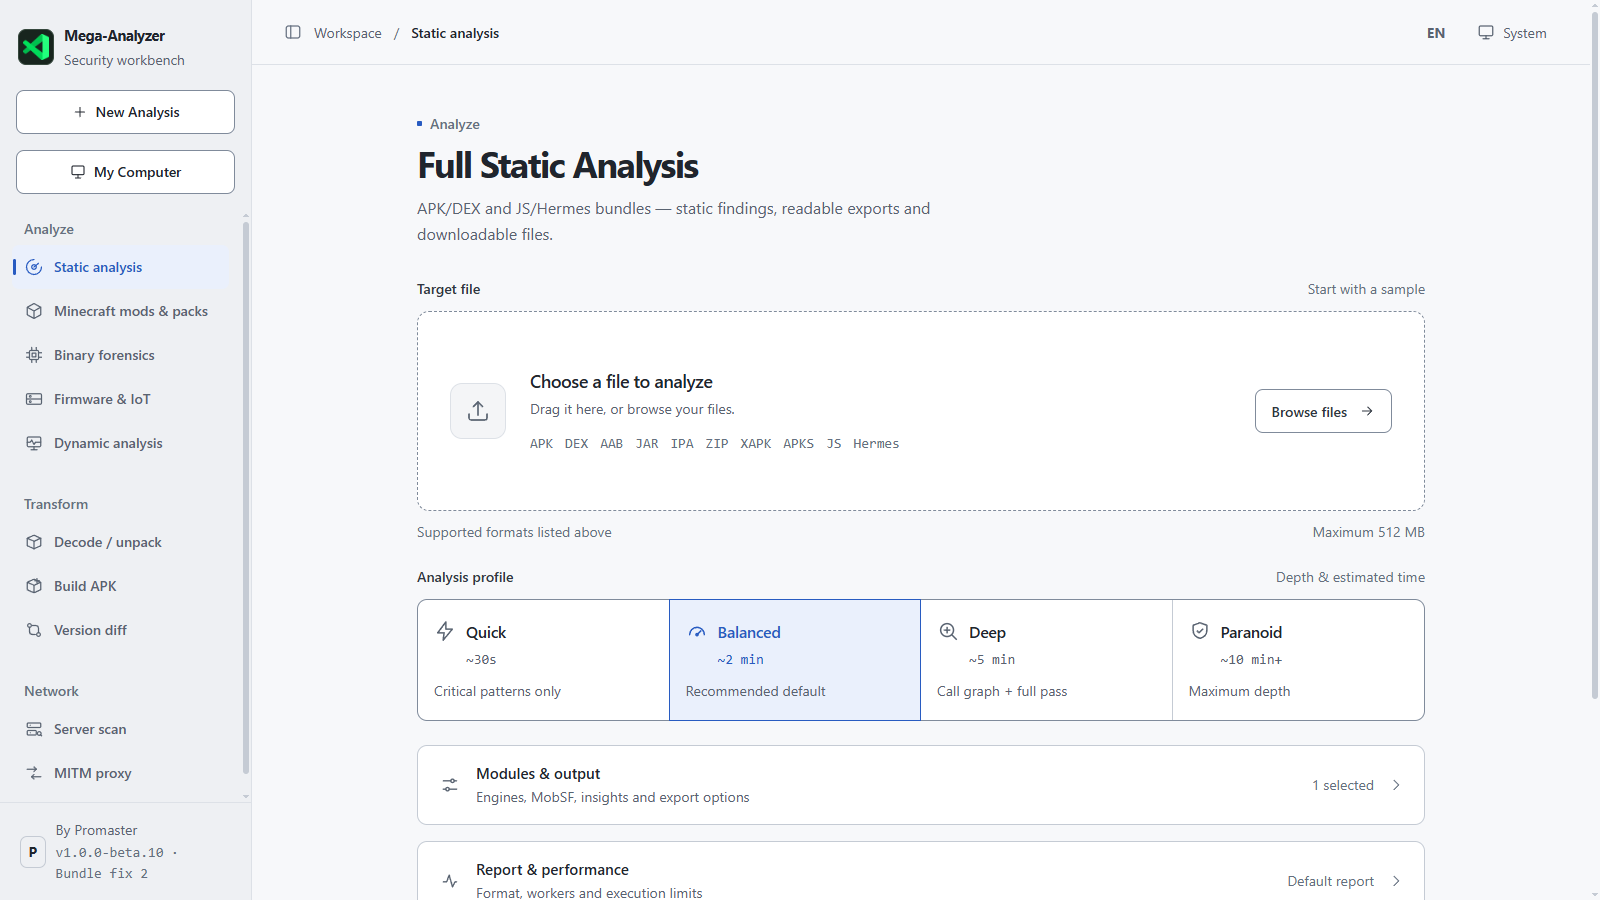 Mega-Analyzer
Security workbench
New Analysis
My Computer
Analyze
Static analysis
Minecraft mods & packs
Binary forensics
Firmware & IoT
Dynamic analysis
Transform
Decode / unpack
Build APK
Version diff
Network
Server scan
MITM proxy
P
By Promaster
v1.0.0-beta.10 ·
Bundle fix 2
Workspace / Static analysis
EN
System
Analyze
Full Static Analysis
APK/DEX and JS/Hermes bundles — static findings, readable exports and
downloadable files.
Target file
Start with a sample
Choose a file to analyze
Drag it here, or browse your files.
APK DEX AAB JAR IPA ZIP XAPK APKS JS Hermes
Browse files
Supported formats listed above
Maximum 512 MB
Analysis profile
Depth & estimated time
Quick
~30s
Critical patterns only
Balanced
~2 min
Recommended default
Deep
~5 min
Call graph + full pass
Paranoid
~10 min+
Maximum depth
Modules & output
Engines, MobSF, insights and export options
1 selected
Report & performance
Format, workers and execution limits
Default report